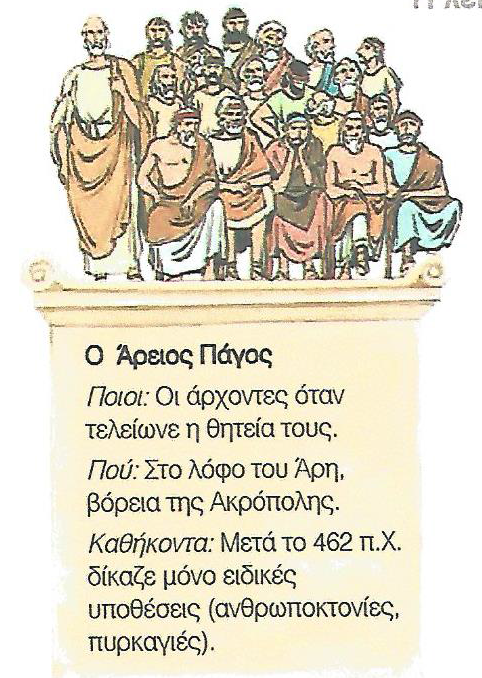 Ο Άρειος Πάγος
Ποιοι: Οι άρχοντες όταν
τελείωνε η θητεία τους.
Πού: Στο λόφο του Άρη,
βόρεια της Ακρόπολης.
Καθήκοντα: Μετά το 462 π.Χ.
δίκαζε μόνο ειδικές
υποθέσεις (ανθρωποκτονίες,
πυρκαγιές).